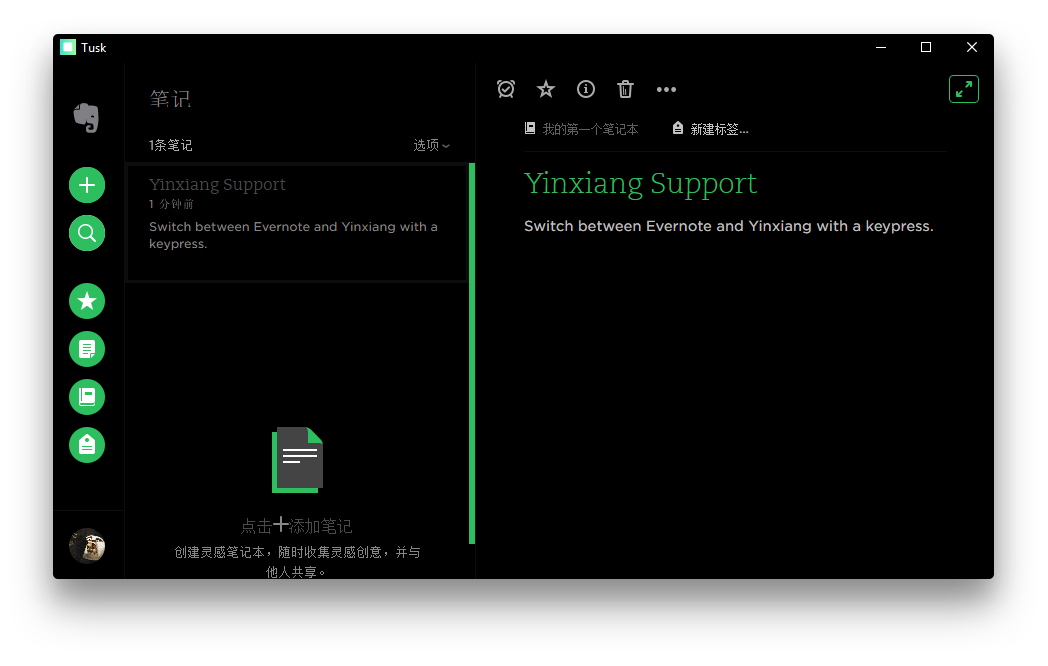 Tusk
笔记
1条笔记
选项
Yinxiang Support
1 分钟前
Switch between Evernote and Yinxiang with a
keypress.
点击+添加笔记
创建灵感笔记本，随时收集灵感创意，并与
他人共享。
我的第一个笔记本
新建标签...
Yinxiang Support
Switch between Evernote and Yinxiang with a keypress.